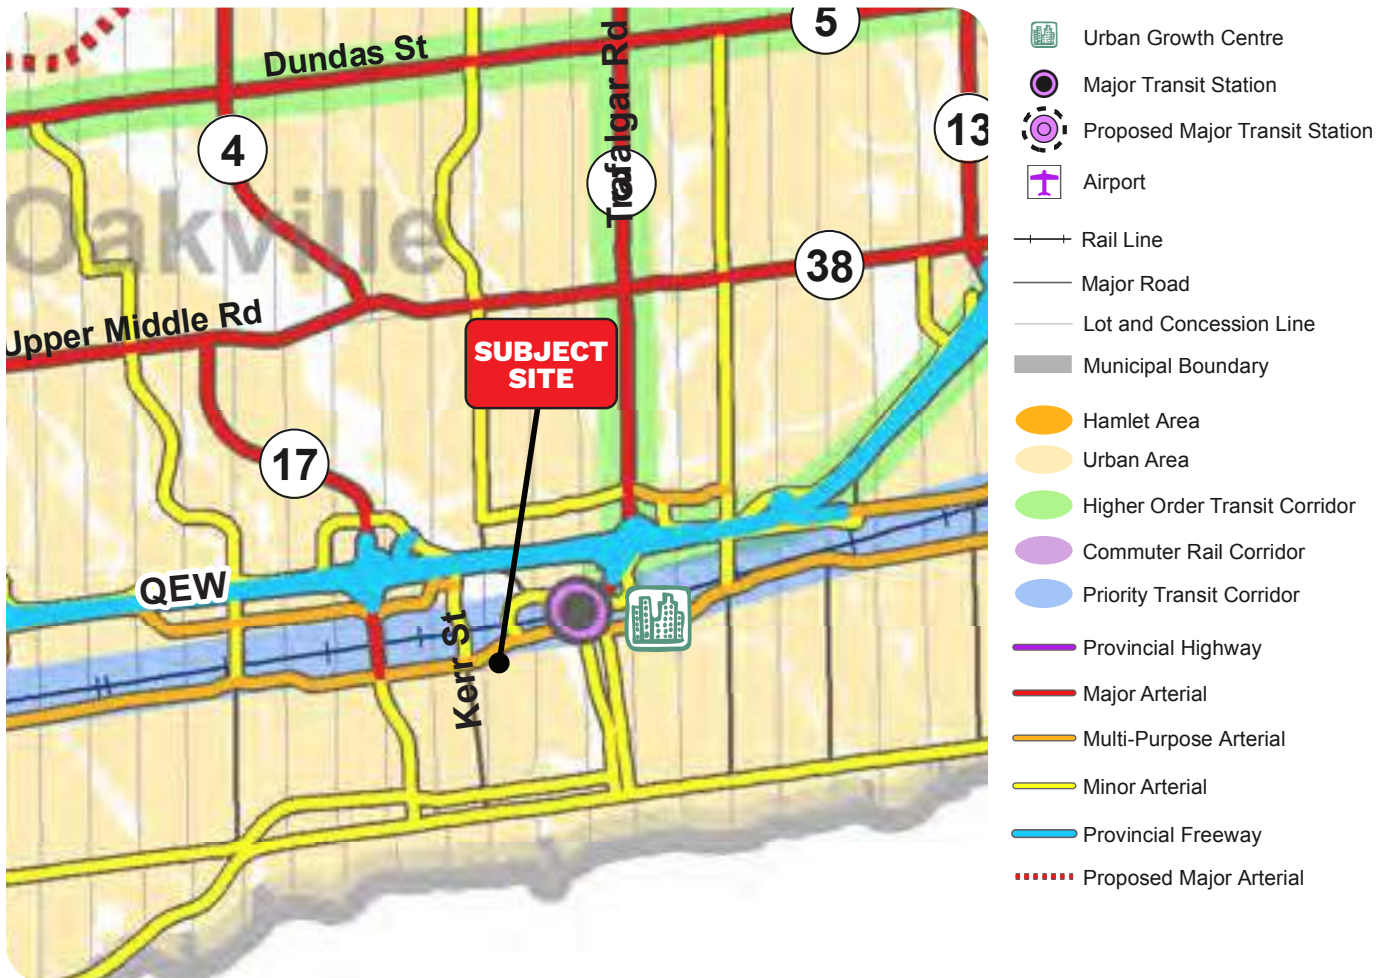 5
Dundas St
Trafalgar Rd
4
13
Oakville
38
Upper Middle Rd
SUBJECT
SITE
17
QEW
Kerr St
Urban Growth Centre
Major Transit Station
Proposed Major Transit Station
Airport
Rail Line
Major Road
Lot and Concession Line
Municipal Boundary
Hamlet Area
Urban Area
Higher Order Transit Corridor
Commuter Rail Corridor
Priority Transit Corridor
Provincial Highway
Major Arterial
Multi-Purpose Arterial
Minor Arterial
Provincial Freeway
Proposed Major Arterial